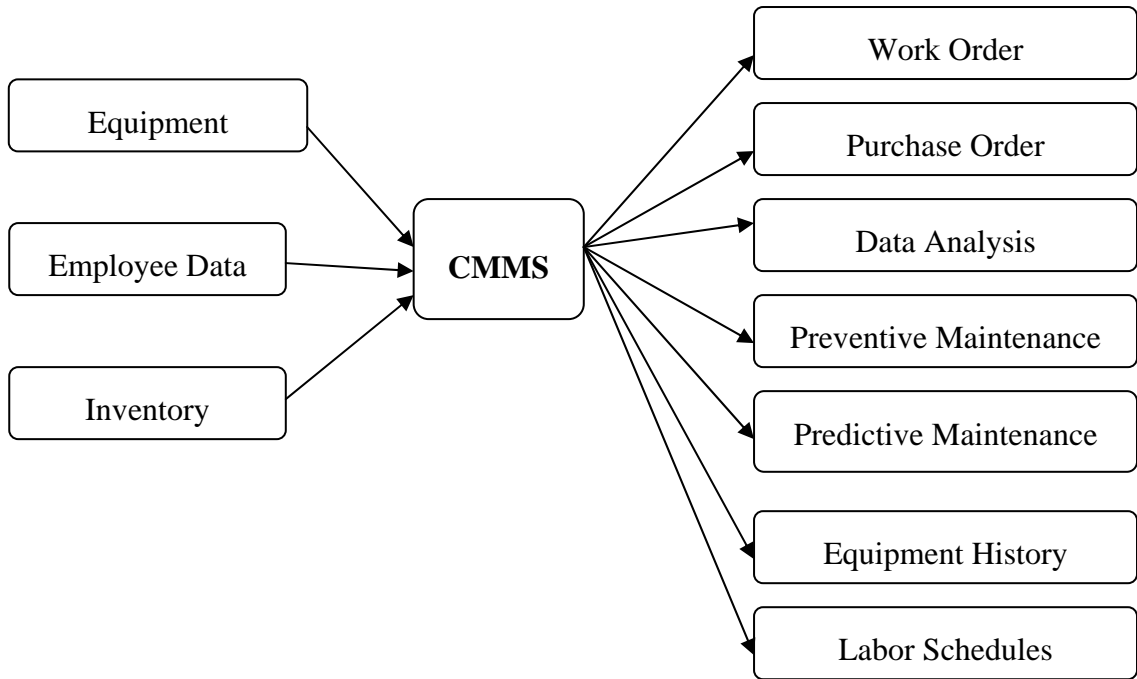 Equipment
Employee Data
Inventory
CMMS
Work Order
Purchase Order
Data Analysis
Preventive Maintenance
Predictive Maintenance
Equipment History
Labor Schedules